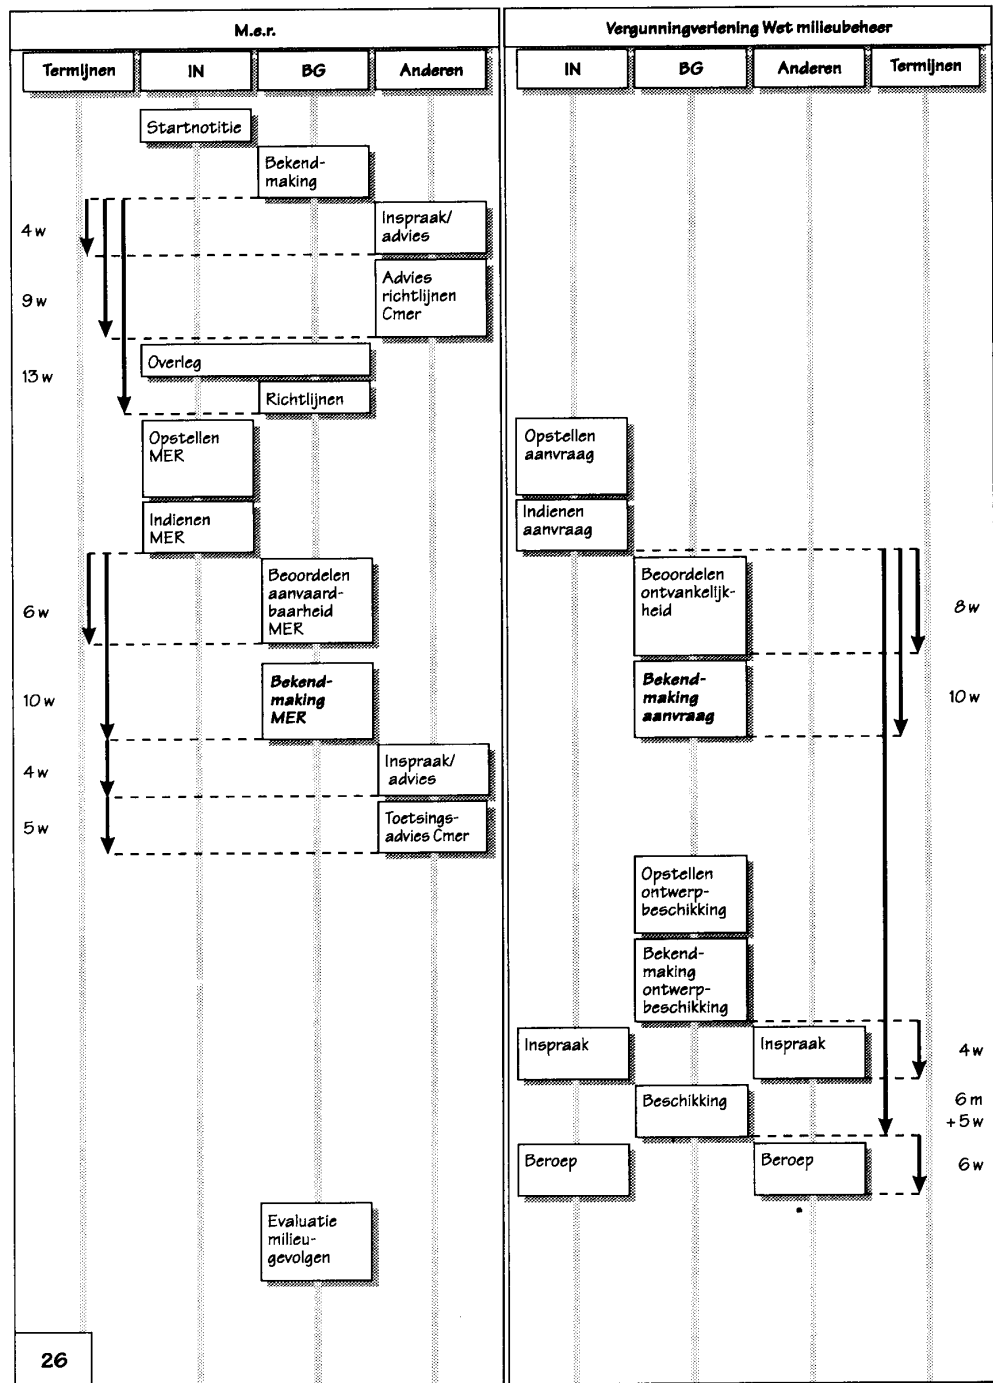 M.e.r.
Termijnen IN BG Anderen
Startnotitie
Bekend-
making
4 w
Inspraak/
advies
9 w
Advies
richtlijnen
Cmer
Overleg
13 w
Richtlijnen
Opstellen
MER
Indienen
MER
6 w
Beoordelen
aanvaard-
baarheid
MER
10 w
Bekend-
making
MER
4 w
Inspraak/
advies
5 w
Toetsings-
advies Cmer
Evaluatie
milieu-
gevolgen
26
Vergunningverlening Wet milieubeheer
IN BG Anderen Termijnen
Opstellen
aanvraag
Indienen
aanvraag
Beoordelen
ontvankelijk-
heid
8 w
Bekend-
making
aanvraag
10 w
Opstellen
ontwerp-
beschikking
Bekend-
making
ontwerp-
beschikking
Inspraak
Inspraak
4 w
Beschikking
6 m
+ 5 w
Beroep
Beroep
6 w